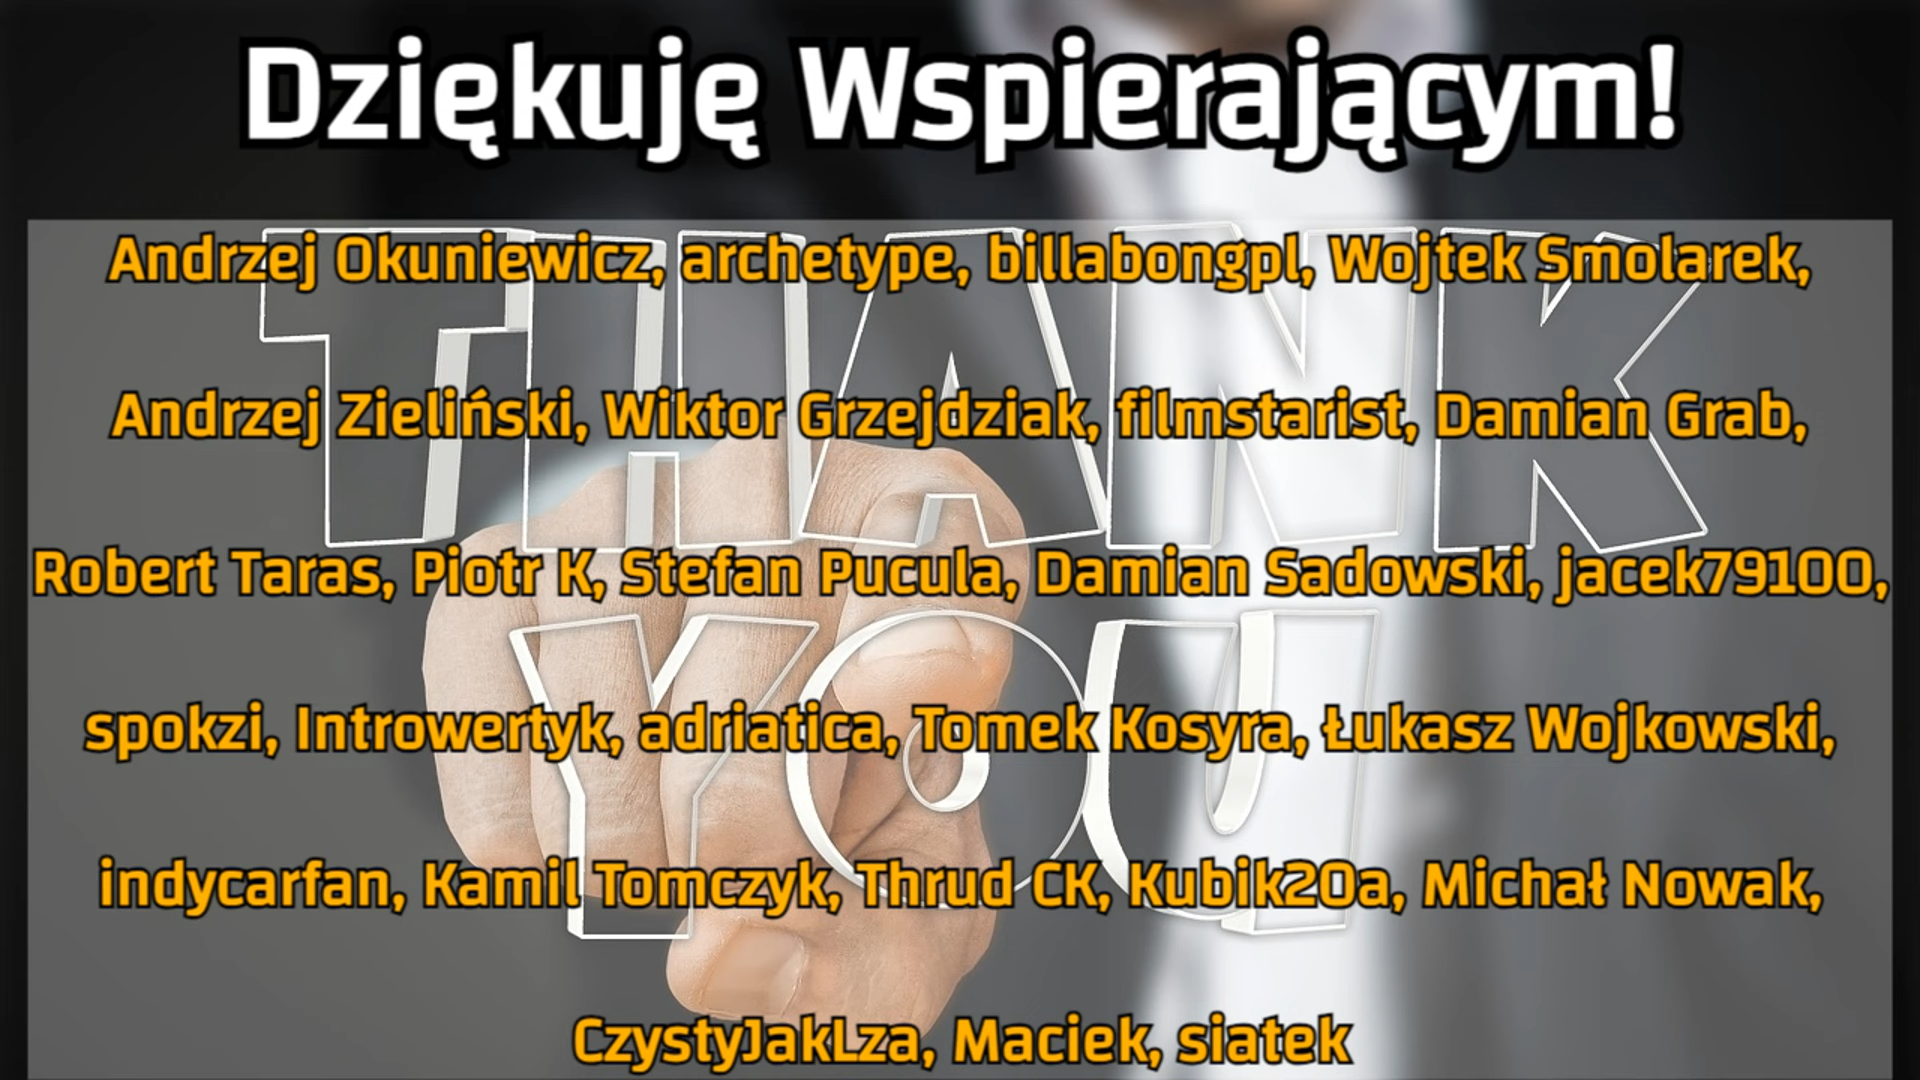 Dziękuję Wspierającym!
Andrzej Okuniewicz, archetype, billabongpl, Wojtek Smolarek,
Andrzej Zieliński, Wiktor Grzejdziak, filmstarist, Damian Grab,
Robert Taras, Piotr K, Stefan Pucula, Damian Sadowski, jacek79100,
spokzi, Introwertyk, adriatica, Tomek Kosyra, Łukasz Wojkowski,
indycarfan, Kamil Tomczyk, Thrud CK, Kubik20a, Michał Nowak,
CzystyJakLza, Maciek, siatek
THANK
YOU